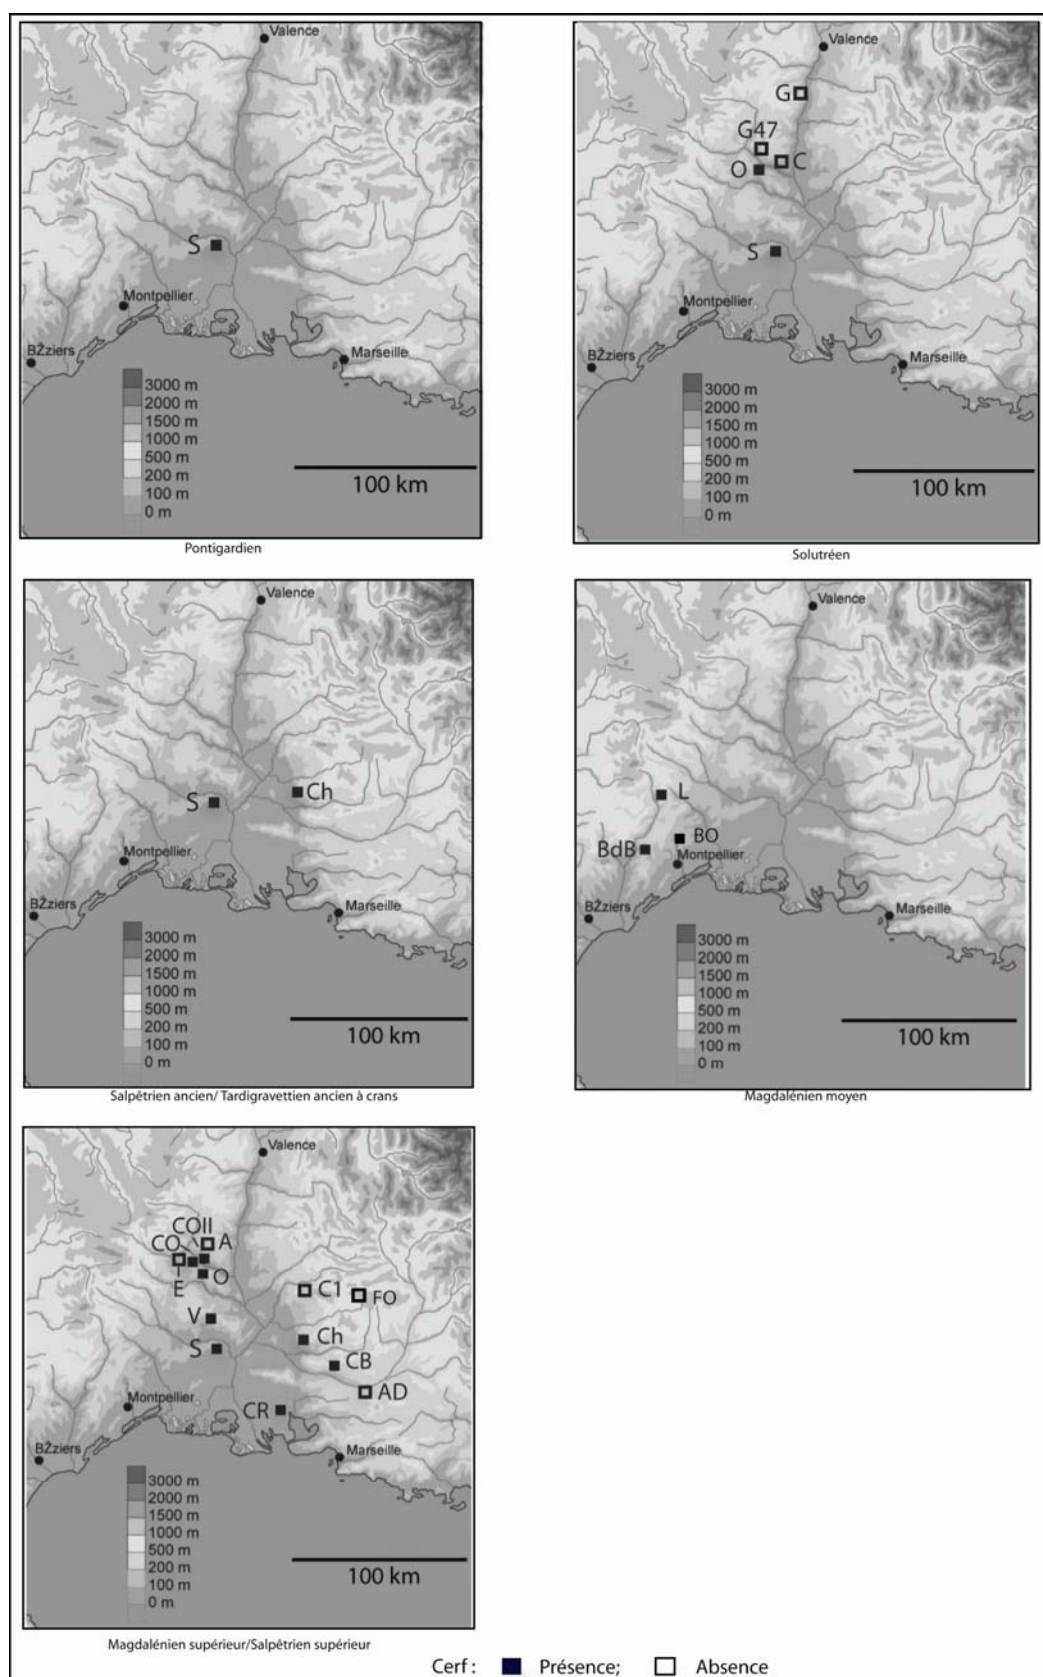 Valence
S
Montpellier
BŽziers
Marseille
3000 m
2000 m
1500 m
1000 m
500 m
200 m
100 m
0 m
100 km
Pontigardien
Valence
G
G47
C
O
S
Montpellier
BŽziers
Marseille
3000 m
2000 m
1500 m
1000 m
500 m
200 m
100 m
0 m
100 km
Solutréen
Valence
Ch
S
Montpellier
BŽziers
Marseille
3000 m
2000 m
1500 m
1000 m
500 m
200 m
100 m
0 m
100 km
Salpêtrien ancien/ Tardigravettien ancien à crans
Valence
L
BO
BdB
Montpellier
BŽziers
Marseille
3000 m
2000 m
1500 m
1000 m
500 m
200 m
100 m
0 m
100 km
Magdalénien moyen
Valence
COII
CO
A
E
O
C1
FO
V
Ch
S
CB
AD
CR
Montpellier
BŽziers
Marseille
3000 m
2000 m
1500 m
1000 m
500 m
200 m
100 m
0 m
100 km
Magdalénien supérieur/Salpêtrien supérieur
Cerf : Présence; Absence